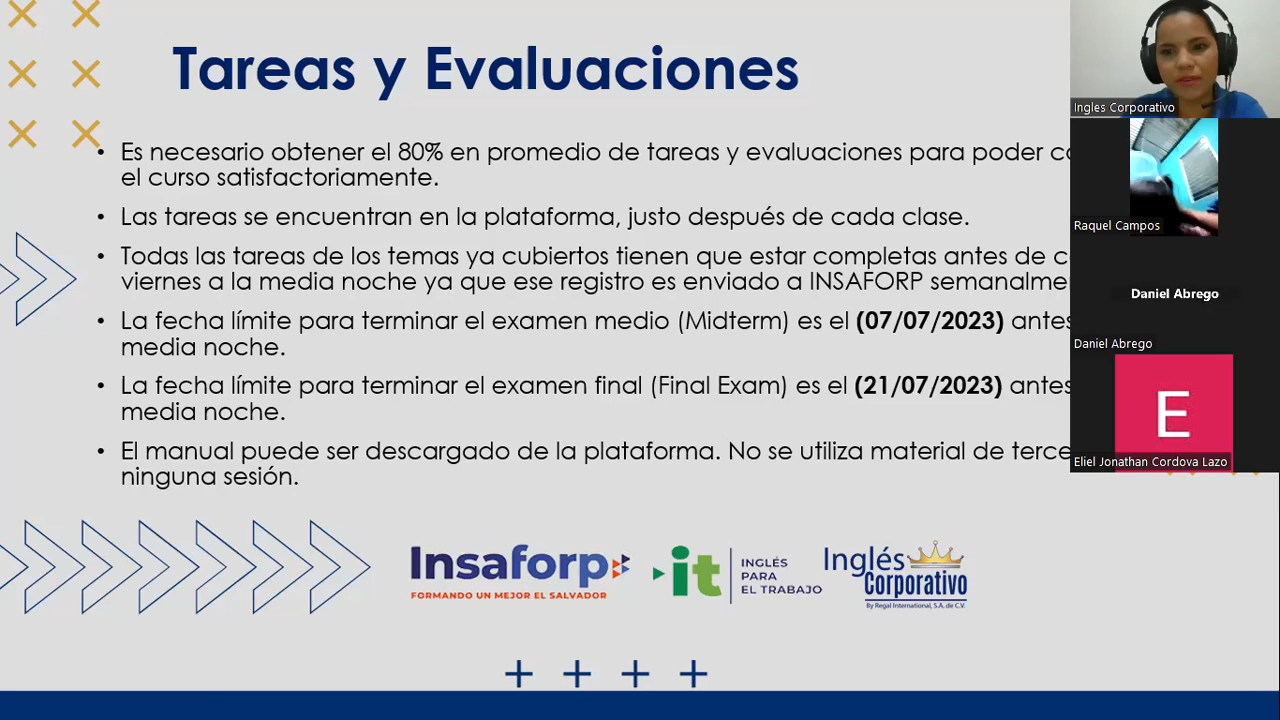 Tareas y Evaluaciones
• Es necesario obtener el 80% en promedio de tareas y evaluaciones para poder
el curso satisfactoriamente.
• Las tareas se encuentran en la plataforma, justo después de cada clase.
• Todas las tareas de los temas ya cubiertos tienen que estar completas antes de
viernes a la media noche ya que ese registro es enviado a INSAFORP
• La fecha límite para terminar el examen medio (Midterm) es el (07/07/2023) antes
media noche.
• La fecha límite para terminar el examen final (Final Exam) es el (21/07/2023) antes
media noche.
• El manual puede ser descargado de la plataforma. No se utiliza material de
ninguna sesión.
Insaforp
FORMANDO UN MEJOR EL SALVADOR
it
INGLÉS
PARA
EL TRABAJO
Inglés
Corporativo
By Regal International, S.A. de C.V.
Ingles Corporativo
Raquel Campos
Daniel Abrego
Daniel Abrego
E
Eliel Jonathan Cordova Lazo